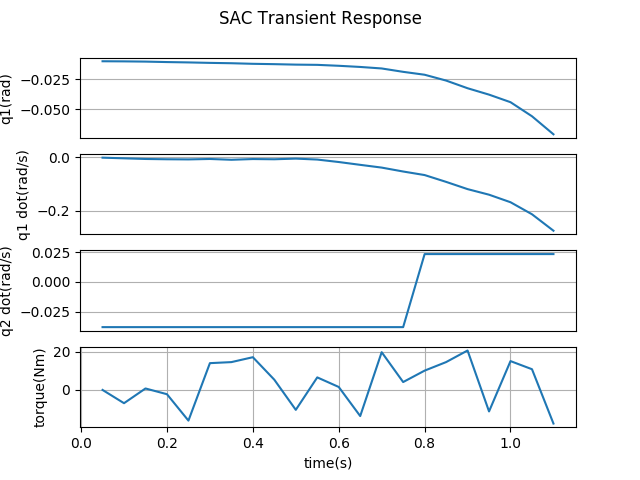 SAC Transient Response
q1(rad)
−0.025
−0.050
q1 dot(rad/s)
0.0
−0.2
q2 dot(rad/s)
0.025
0.000
−0.025
torque(Nm)
20
0
0.0 0.2 0.4 0.6 0.8 1.0
time(s)